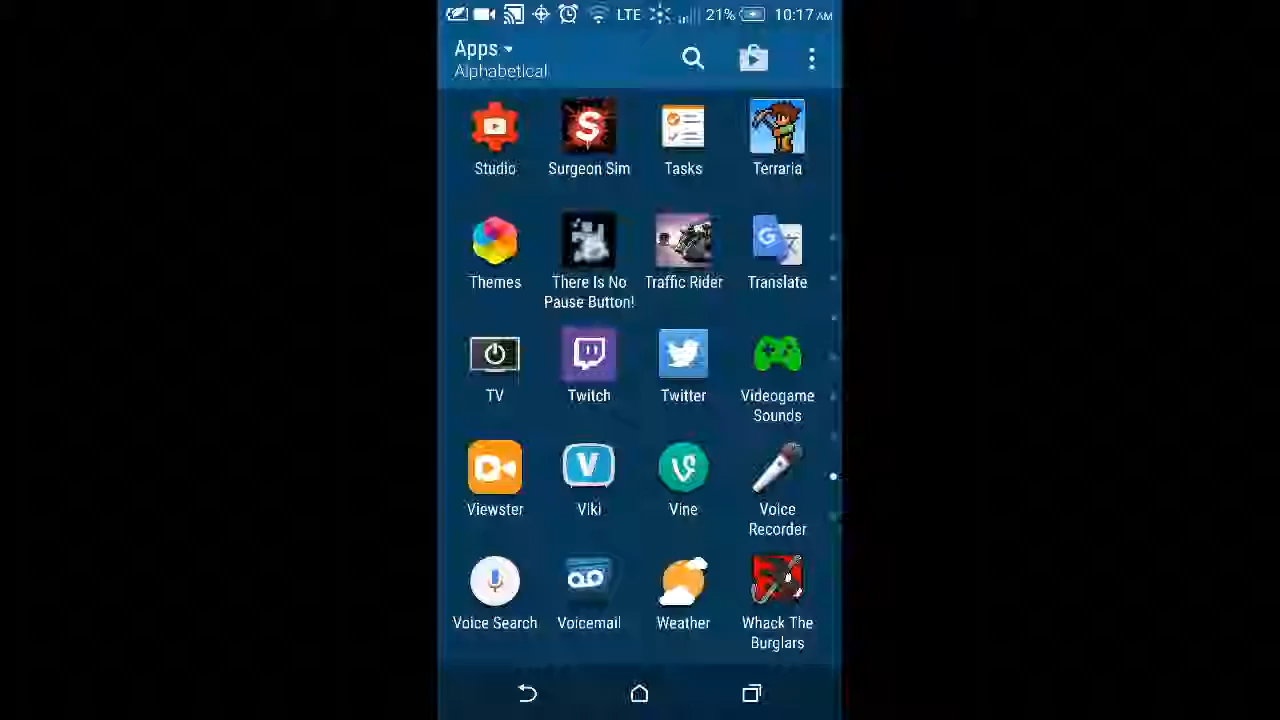 LTE 21% 10:17 AM
Apps
Alphabetical
Studio Surgeon Sim Tasks Terraria
Themes There Is No Traffic Rider Translate
Pause Button!
TV Twitch Twitter Videogame
Sounds
Viewster Viki Vine Voice
Recorder
Voice Search Voicemail Weather Whack The
Burglars